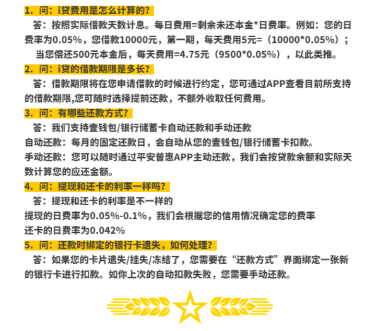 1、问：i贷费用是怎么计算的？
答：按照实际借款天数计息。每日费用=剩余未还本金*日费率。例如：您的日
费率为0.05%，您借款10000元，第一期，每天费用5元=（10000*0.05%）；
当您偿还500元本金后，每天费用=4.75元（9500*0.05%），以此类推。
2、问：i贷的借款期限是多长？
答：借款期限将在您申请借款的时候进行约定，您可通过APP查看目前所支持
的借款期限,您可随时选择提前还款，不额外收取任何费用。
3、问：有哪些还款方式？
答：我们支持壹钱包/银行储蓄卡自动还款和手动还款
自动还款：每月的固定还款日，会自动从您的壹钱包/银行储蓄卡扣款。
手动还款：您可以随时通过平安普惠APP主动还款，我们会按贷款余额和实际天
数计算您的应还金额。
4、问：提现和还卡的利率一样吗？
答：提现和还卡的利率是不一样的
提现的日费率为0.05%-0.1%，我们会根据您的信用情况确定您的费率
还卡的日费率为0.042%
5、问：还款时绑定的银行卡遗失，如何处理？
答：如果您的卡片遗失/挂失/冻结了，您需要在“还款方式”界面绑定一张新
的银行卡进行扣款。如你上次的自动扣款失败，您需要手动还款。